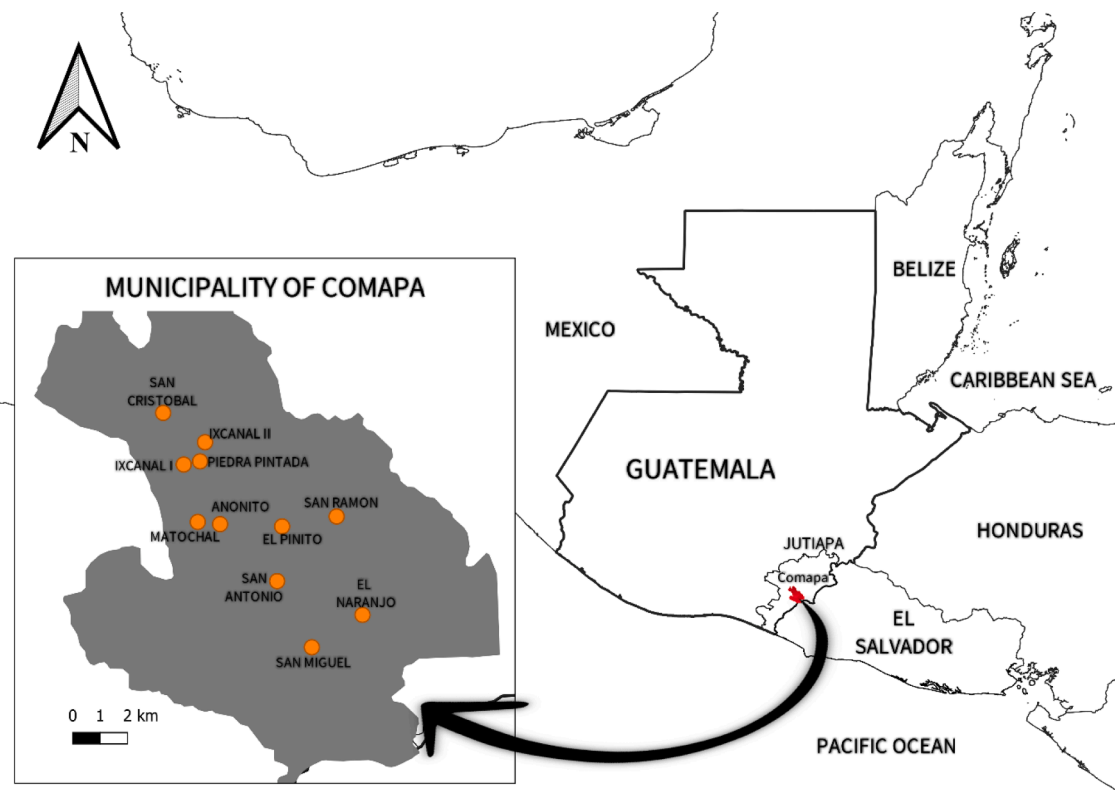 N
MUNICIPALITY OF COMAPA
SAN
CRISTOBAL
IXCANAL II
IXCANAL I
PIEDRA PINTADA
ANONITO
SAN RAMON
MATOCHAL
EL PINITO
SAN
ANTONIO
EL
NARANJO
SAN MIGUEL
0 1 2 km
BELIZE
MEXICO
CARIBBEAN SEA
GUATEMALA
HONDURAS
JUTIAPA
Comapa
EL
SALVADOR
PACIFIC OCEAN